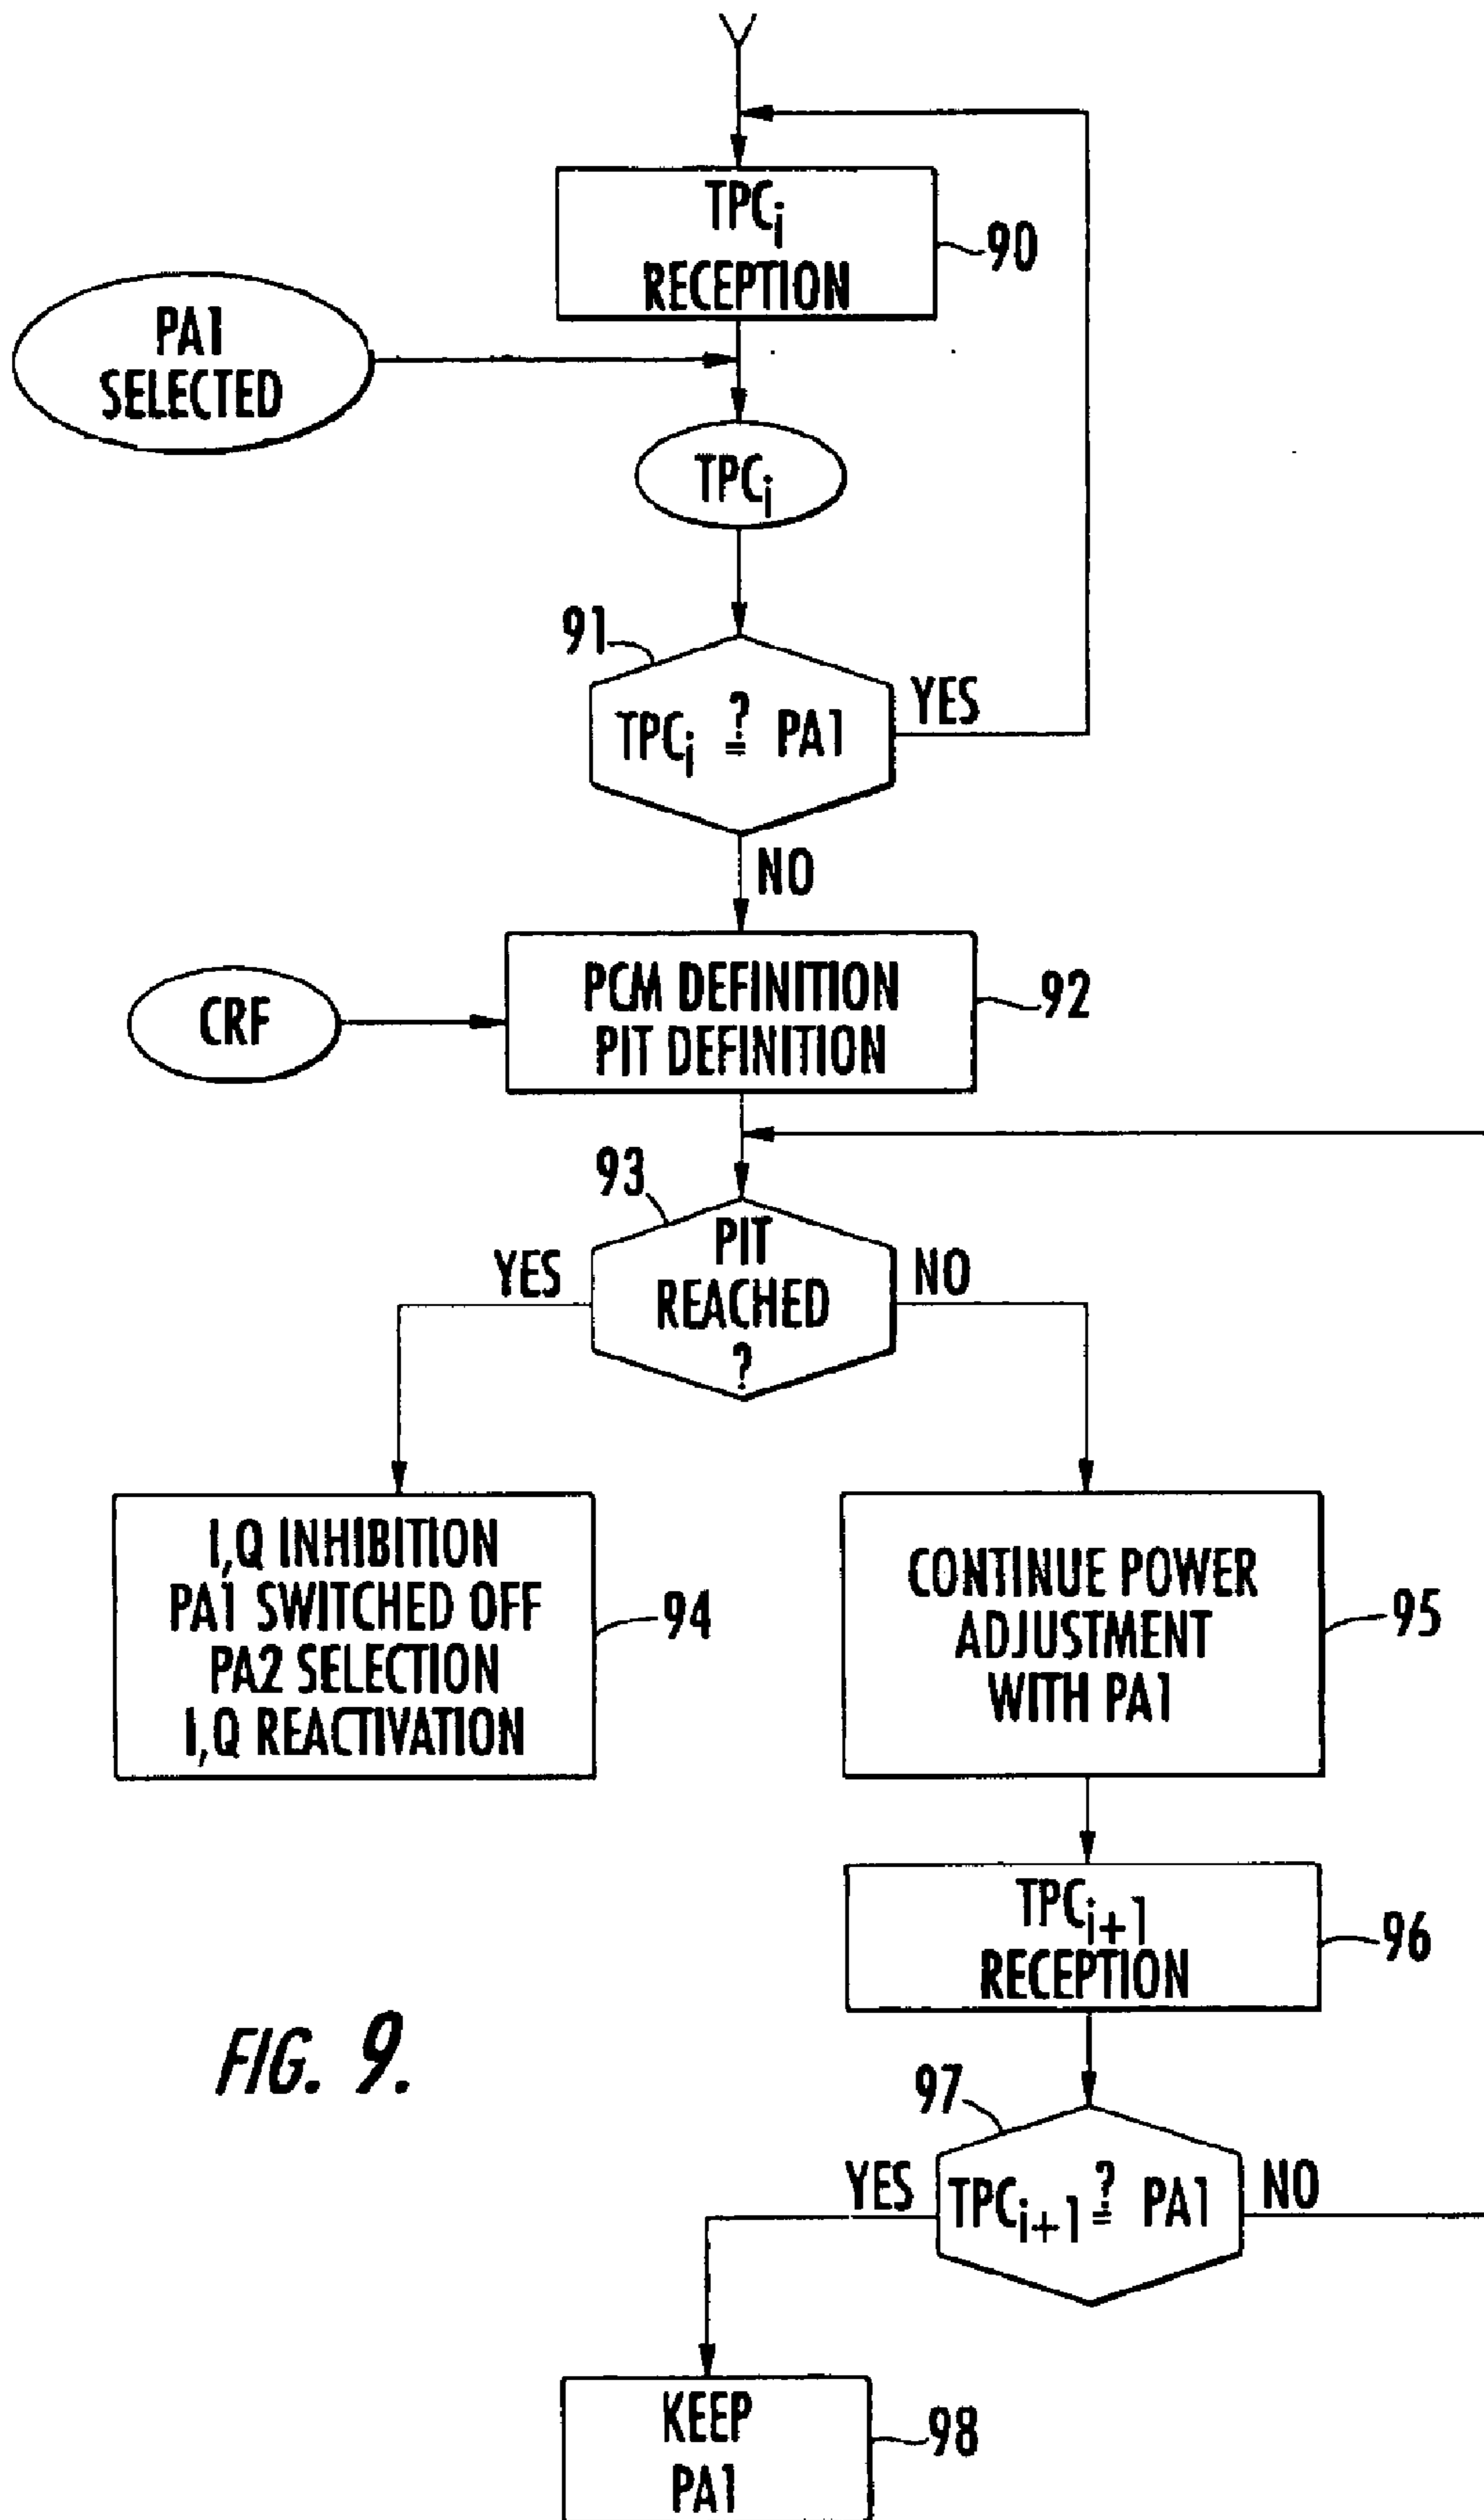 TPCi
RECEPTION
90
PA1
SELECTED
TPCi
91
TPCi ≟ PA1
YES
NO
CRF
PCM DEFINITION
PIT DEFINITION
92
93
PIT
REACHED
?
YES
NO
I,Q INHIBITION
PA1 SWITCHED OFF
PA2 SELECTION
I,Q REACTIVATION
94
CONTINUE POWER
ADJUSTMENT
WITH PA1
95
TPCi+1
RECEPTION
96
97
TPCi+1 ≟ PA1
YES
NO
KEEP
PA1
98
FIG. 9.